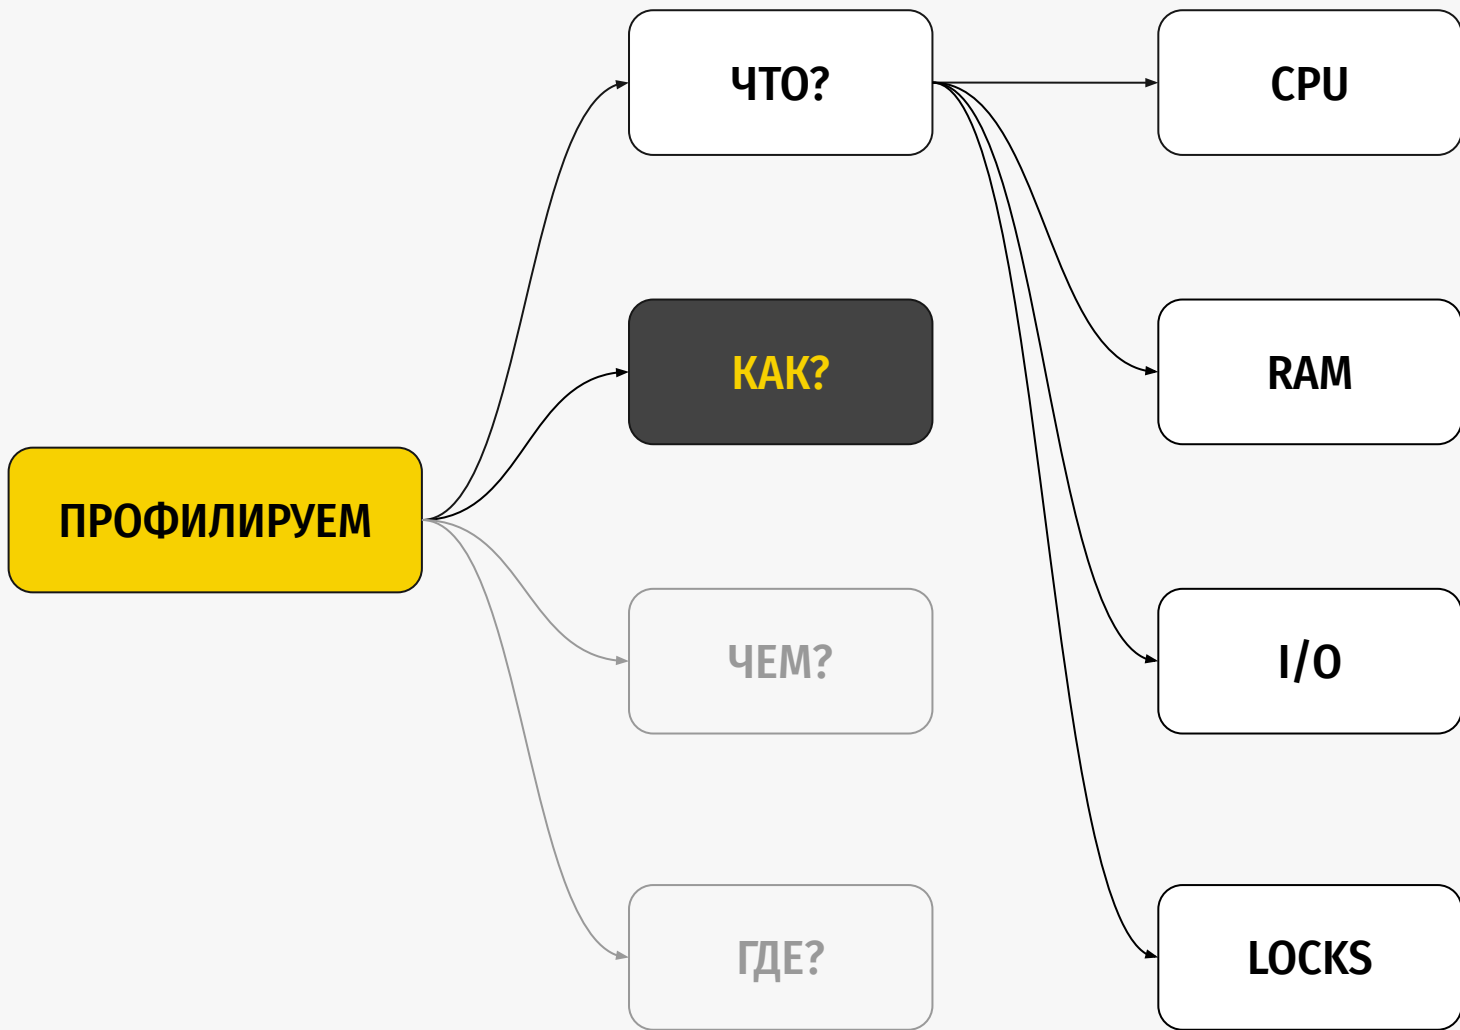 ПРОФИЛИРУЕМ
ЧТО?
КАК?
ЧЕМ?
ГДЕ?
CPU
RAM
I/O
LOCKS